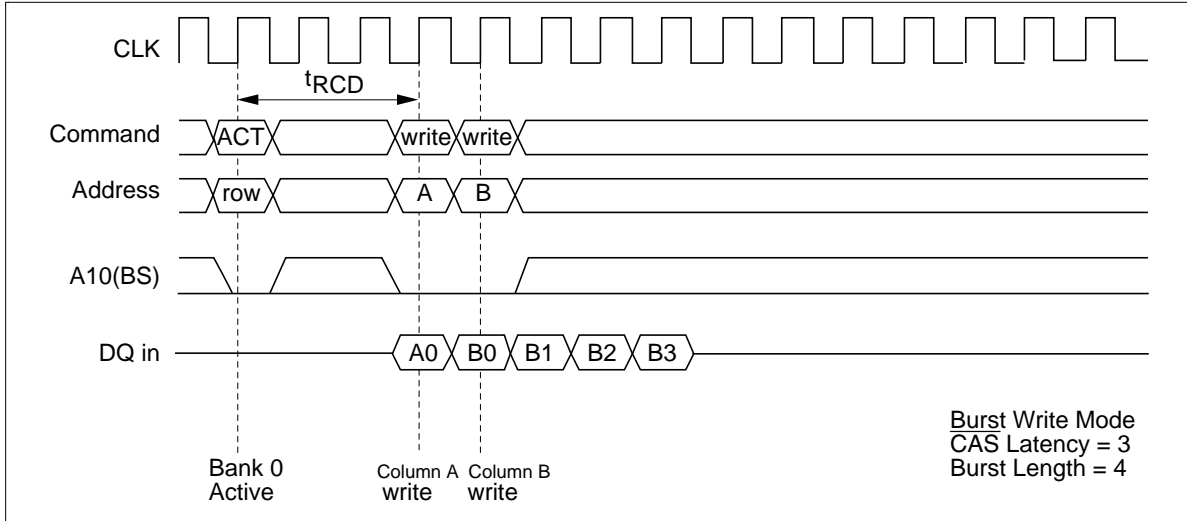 CLK
tRCD
Command ACT write write
Address row A B
A10(BS)
DQ in A0 B0 B1 B2 B3
Burst Write Mode
CAS Latency = 3
Burst Length = 4
Bank 0
Active
Column A
write
Column B
write